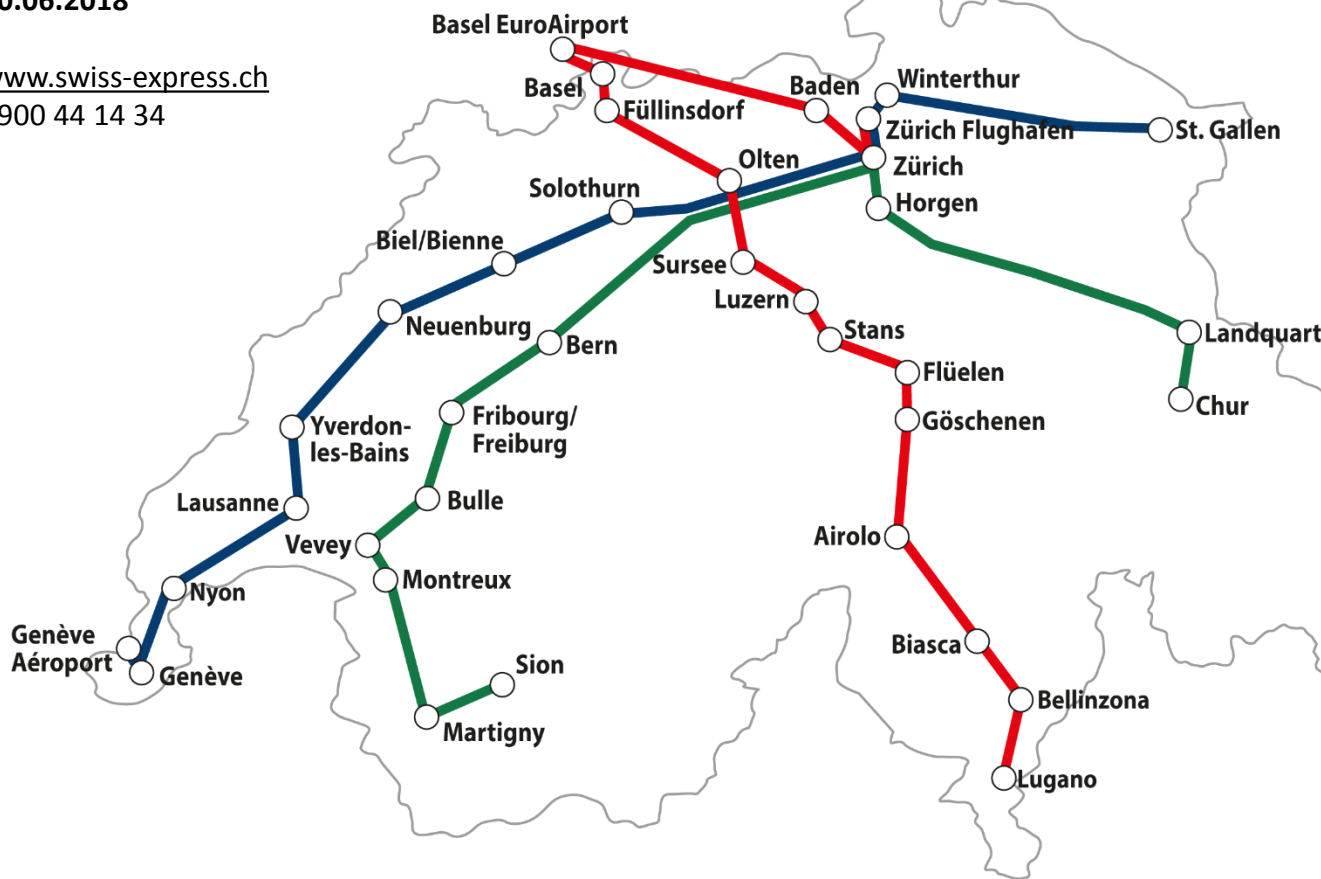 0.06.2018
www.swiss-express.ch
900 44 14 34
Basel EuroAirport
Basel
Füllinsdorf
Baden
Winterthur
Zürich Flughafen
St. Gallen
Zürich
Olten
Horgen
Solothurn
Biel/Bienne
Sursee
Luzern
Neuenburg
Bern
Stans
Landquart
Flüelen
Chur
Göschenen
Fribourg/
Freiburg
Yverdon-
les-Bains
Bulle
Lausanne
Airolo
Vevey
Montreux
Nyon
Genève
Aéroport
Genève
Biasca
Sion
Bellinzona
Martigny
Lugano